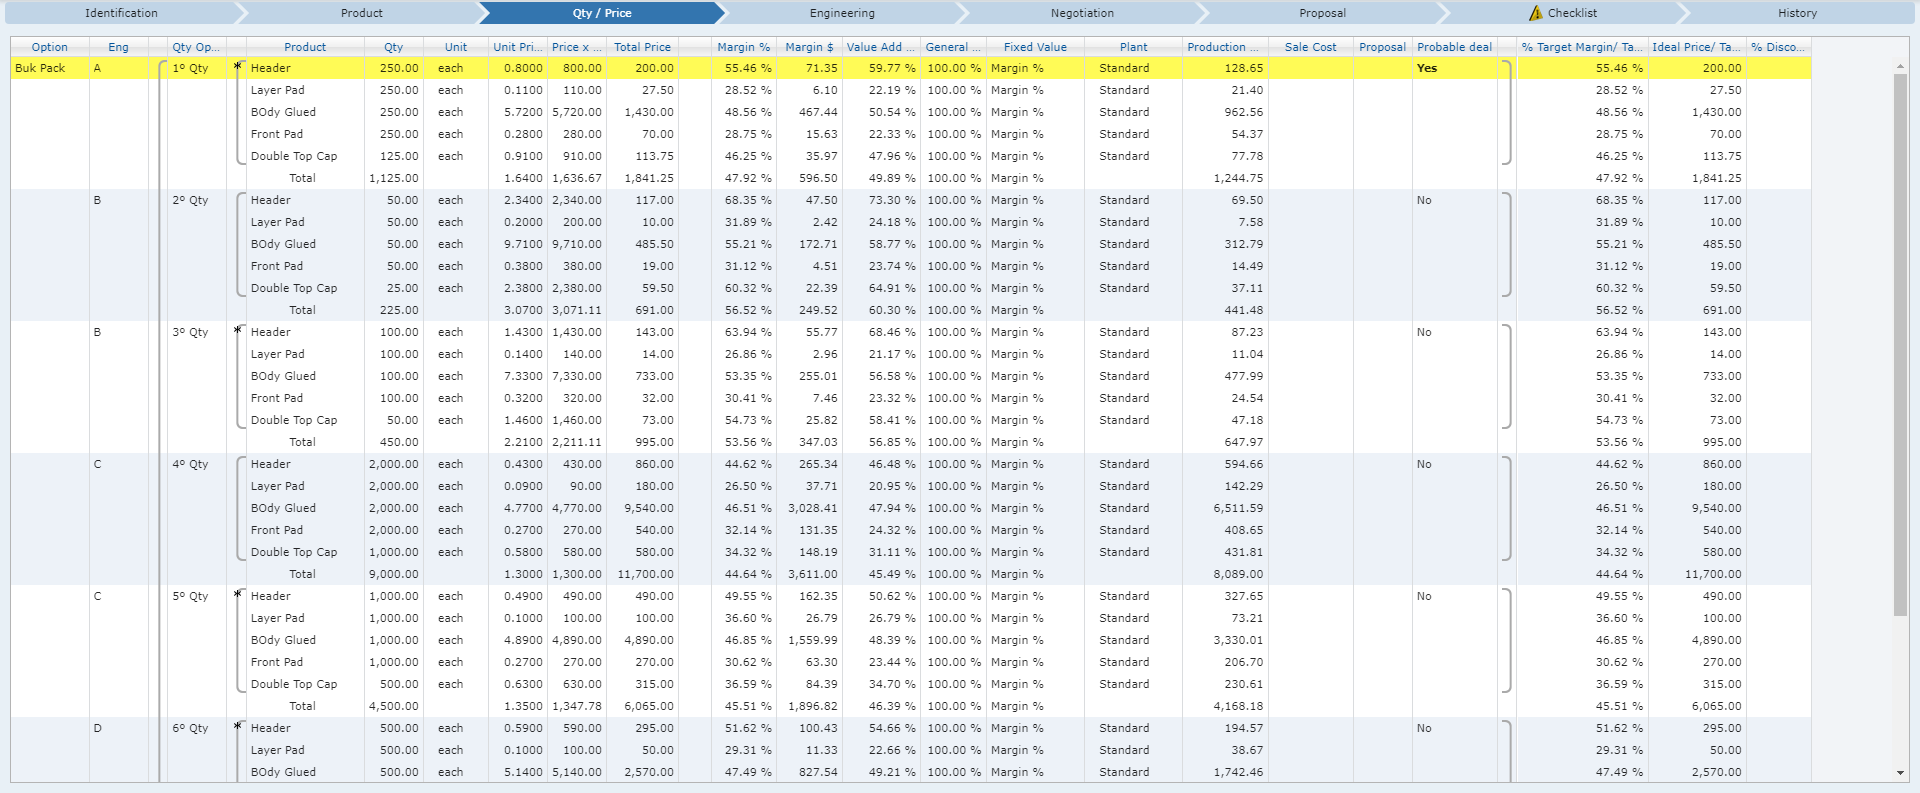 Identification Product Qty / Price Engineering Negotiation Proposal Checklist History
Option Eng Qty Op... Product Qty Unit Unit Pri... Price x ... Total Price Margin % Margin $ Value Add ... General ... Fixed Value Plant Production ... Sale Cost Proposal Probable deal % Target Margin/ Ta... Ideal Price/ Ta... % Disco...
Buk Pack A 1º Qty * Header 250.00 each 0.8000 800.00 200.00 55.46 % 71.35 59.77 % 100.00 % Margin % Standard 128.65 Yes 55.46 % 200.00
Layer Pad 250.00 each 0.1100 110.00 27.50 28.52 % 6.10 22.19 % 100.00 % Margin % Standard 21.40 28.52 % 27.50
BOdy Glued 250.00 each 5.7200 5,720.00 1,430.00 48.56 % 467.44 50.54 % 100.00 % Margin % Standard 962.56 48.56 % 1,430.00
Front Pad 250.00 each 0.2800 280.00 70.00 28.75 % 15.63 22.33 % 100.00 % Margin % Standard 54.37 28.75 % 70.00
Double Top Cap 125.00 each 0.9100 910.00 113.75 46.25 % 35.97 47.96 % 100.00 % Margin % Standard 77.78 46.25 % 113.75
Total 1,125.00 1.6400 1,636.67 1,841.25 47.92 % 596.50 49.89 % 100.00 % Margin % 1,244.75 47.92 % 1,841.25
B 2º Qty Header 50.00 each 2.3400 2,340.00 117.00 68.35 % 47.50 73.30 % 100.00 % Margin % Standard 69.50 No 68.35 % 117.00
Layer Pad 50.00 each 0.2000 200.00 10.00 31.89 % 2.42 24.18 % 100.00 % Margin % Standard 7.58 31.89 % 10.00
BOdy Glued 50.00 each 9.7100 9,710.00 485.50 55.21 % 172.71 58.77 % 100.00 % Margin % Standard 312.79 55.21 % 485.50
Front Pad 50.00 each 0.3800 380.00 19.00 31.12 % 4.51 23.74 % 100.00 % Margin % Standard 14.49 31.12 % 19.00
Double Top Cap 25.00 each 2.3800 2,380.00 59.50 60.32 % 22.39 64.91 % 100.00 % Margin % Standard 37.11 60.32 % 59.50
Total 225.00 3.0700 3,071.11 691.00 56.52 % 249.52 60.30 % 100.00 % Margin % 441.48 56.52 % 691.00
B 3º Qty * Header 100.00 each 1.4300 1,430.00 143.00 63.94 % 55.77 68.46 % 100.00 % Margin % Standard 87.23 No 63.94 % 143.00
Layer Pad 100.00 each 0.1400 140.00 14.00 26.86 % 2.96 21.17 % 100.00 % Margin % Standard 11.04 26.86 % 14.00
BOdy Glued 100.00 each 7.3300 7,330.00 733.00 53.35 % 255.01 56.58 % 100.00 % Margin % Standard 477.99 53.35 % 733.00
Front Pad 100.00 each 0.3200 320.00 32.00 30.41 % 7.46 23.32 % 100.00 % Margin % Standard 24.54 30.41 % 32.00
Double Top Cap 50.00 each 1.4600 1,460.00 73.00 54.73 % 25.82 58.41 % 100.00 % Margin % Standard 47.18 54.73 % 73.00
Total 450.00 2.2100 2,211.11 995.00 53.56 % 347.03 56.85 % 100.00 % Margin % 647.97 53.56 % 995.00
C 4º Qty Header 2,000.00 each 0.4300 430.00 860.00 44.62 % 265.34 46.48 % 100.00 % Margin % Standard 594.66 No 44.62 % 860.00
Layer Pad 2,000.00 each 0.0900 90.00 180.00 26.50 % 37.71 20.95 % 100.00 % Margin % Standard 142.29 26.50 % 180.00
BOdy Glued 2,000.00 each 4.7700 4,770.00 9,540.00 46.51 % 3,028.41 47.94 % 100.00 % Margin % Standard 6,511.59 46.51 % 9,540.00
Front Pad 2,000.00 each 0.2700 270.00 540.00 32.14 % 131.35 24.32 % 100.00 % Margin % Standard 408.65 32.14 % 540.00
Double Top Cap 1,000.00 each 0.5800 580.00 580.00 34.32 % 148.19 31.11 % 100.00 % Margin % Standard 431.81 34.32 % 580.00
Total 9,000.00 1.3000 1,300.00 11,700.00 44.64 % 3,611.00 45.49 % 100.00 % Margin % 8,089.00 44.64 % 11,700.00
C 5º Qty * Header 1,000.00 each 0.4900 490.00 490.00 49.55 % 162.35 50.62 % 100.00 % Margin % Standard 327.65 No 49.55 % 490.00
Layer Pad 1,000.00 each 0.1000 100.00 100.00 36.60 % 26.79 26.79 % 100.00 % Margin % Standard 73.21 36.60 % 100.00
BOdy Glued 1,000.00 each 4.8900 4,890.00 4,890.00 46.85 % 1,559.99 48.39 % 100.00 % Margin % Standard 3,330.01 46.85 % 4,890.00
Front Pad 1,000.00 each 0.2700 270.00 270.00 30.62 % 63.30 23.44 % 100.00 % Margin % Standard 206.70 30.62 % 270.00
Double Top Cap 500.00 each 0.6300 630.00 315.00 36.59 % 84.39 34.70 % 100.00 % Margin % Standard 230.61 36.59 % 315.00
Total 4,500.00 1.3500 1,347.78 6,065.00 45.51 % 1,896.82 46.39 % 100.00 % Margin % 4,168.18 45.51 % 6,065.00
D 6º Qty * Header 500.00 each 0.5900 590.00 295.00 51.62 % 100.43 54.66 % 100.00 % Margin % Standard 194.57 No 51.62 % 295.00
Layer Pad 500.00 each 0.1000 100.00 50.00 29.31 % 11.33 22.66 % 100.00 % Margin % Standard 38.67 29.31 % 50.00
BOdy Glued 500.00 each 5.1400 5,140.00 2,570.00 47.49 % 827.54 49.21 % 100.00 % Margin % Standard 1,742.46 47.49 % 2,570.00